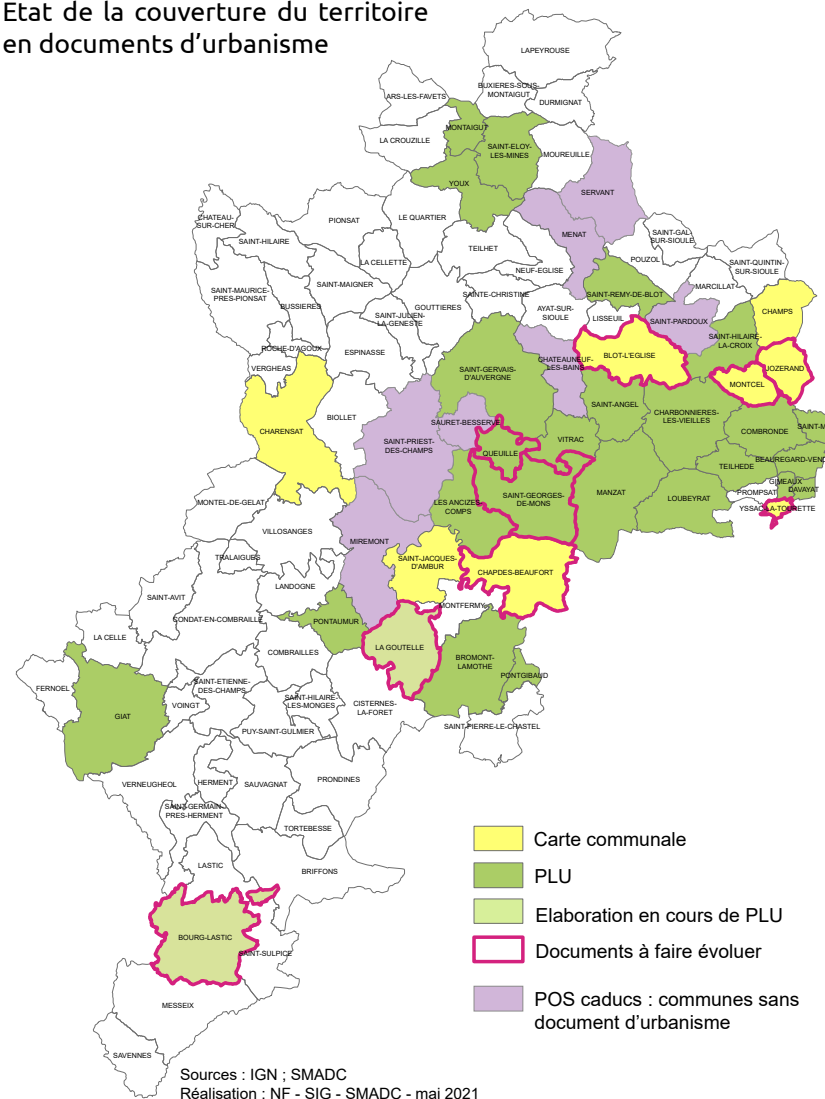 Etat de la couverture du territoire
en documents d'urbanisme
LAPEYROUSE
BUXIERES-SOUS-
MONTAIGUT
ARS-LES-FAVETS
DURMIGNAT
MONTAIGUT
LA CROUZILLE
SAINT-ELOY-
LES-MINES
MOUREUILLE
YOUX
SERVANT
CHATEAU-
SUR-CHER
PIONSAT
LE QUARTIER
SAINT-HILAIRE
MENAT
SAINT-GAL-
SUR-SIOULE
TEILHET
POUZOL
LA CELLETTE
NEUF-EGLISE
SAINT-QUINTIN-
SUR-SIOULE
SAINT-MAURICE-
PRES-PIONSAT
SAINT-MAIGNER
MARCILLAT
SAINTE-CHRISTINE
SAINT-REMY-DE-BLOT
BUSSIERES
GOUTTIERES
AYAT-SUR-
SIOULE
CHAMPS
SAINT-JULIEN-
LA-GENESTE
LISSEUIL
SAINT-PARDOUX
SAINT-HILAIRE-
LA-CROIX
ROCHE-D'AGOUX
ESPINASSE
BLOT-L'EGLISE
CHATEAUNEUF-
LES-BAINS
VERGHEAS
SAINT-GERVAIS-
D'AUVERGNE
JOZERAND
MONTCEL
SAINT-ANGEL
CHARBONNIERES-
LES-VIEILLES
BIOLLET
SAURET-BESSERVE
CHARENSAT
SAINT-PRIEST-
DES-CHAMPS
VITRAC
COMBRONDE
SAINT-M
QUEUILLE
BEAUREGARD-VEND
TEILHEDE
GIMEAUX
DAVAYAT
PROMPSAT
MANZAT
LOUBEYRAT
SAINT-GEORGES-
DE-MONS
LES ANCIZES-
COMPS
YSSAC-LA-TOURETTE
MONTEL-DE-GELAT
VILLOSANGES
MIREMONT
TRALAIGUES
SAINT-JACQUES-
D'AMBUR
CHAPDES-BEAUFORT
LANDOGNE
SAINT-AVIT
MONTFERMY
CONDAT-EN-COMBRAILLE
PONTAUMUR
LA CELLE
LA GOUTELLE
COMBRAILLES
BROMONT-
LAMOTHE
PONTGIBAUD
FERNOEL
SAINT-ETIENNE-
DES-CHAMPS
GIAT
VOINGT
SAINT-HILAIRE-
LES-MONGES
CISTERNES-
LA-FORET
SAINT-PIERRE-LE-CHASTEL
PUY-SAINT-GULMIER
VERNEUGHEOL
HERMENT
SAUVAGNAT
PRONDINES
SAINT-GERMAIN-
PRES-HERMENT
TORTEBESSE
LASTIC
BRIFFONS
BOURG-LASTIC
SAINT-SULPICE
MESSEIX
SAVENNES
Carte communale
PLU
Elaboration en cours de PLU
Documents à faire évoluer
POS caducs : communes sans
document d'urbanisme
Sources : IGN ; SMADC
Réalisation : NF - SIG - SMADC - mai 2021